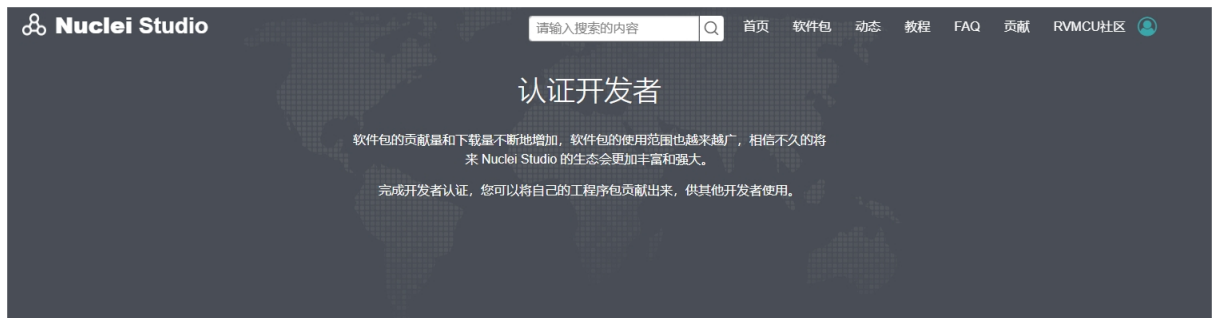 Nuclei Studio
请输入搜索的内容
首页 软件包 动态 教程 FAQ 贡献 RVMCU社区
认证开发者
软件包的贡献量和下载量不断地增加，软件包的使用范围也越来越广，相信不久的将
来 Nuclei Studio 的生态会更加丰富和强大。
完成开发者认证，您可以将自己的工程序包贡献出来，供其他开发者使用。